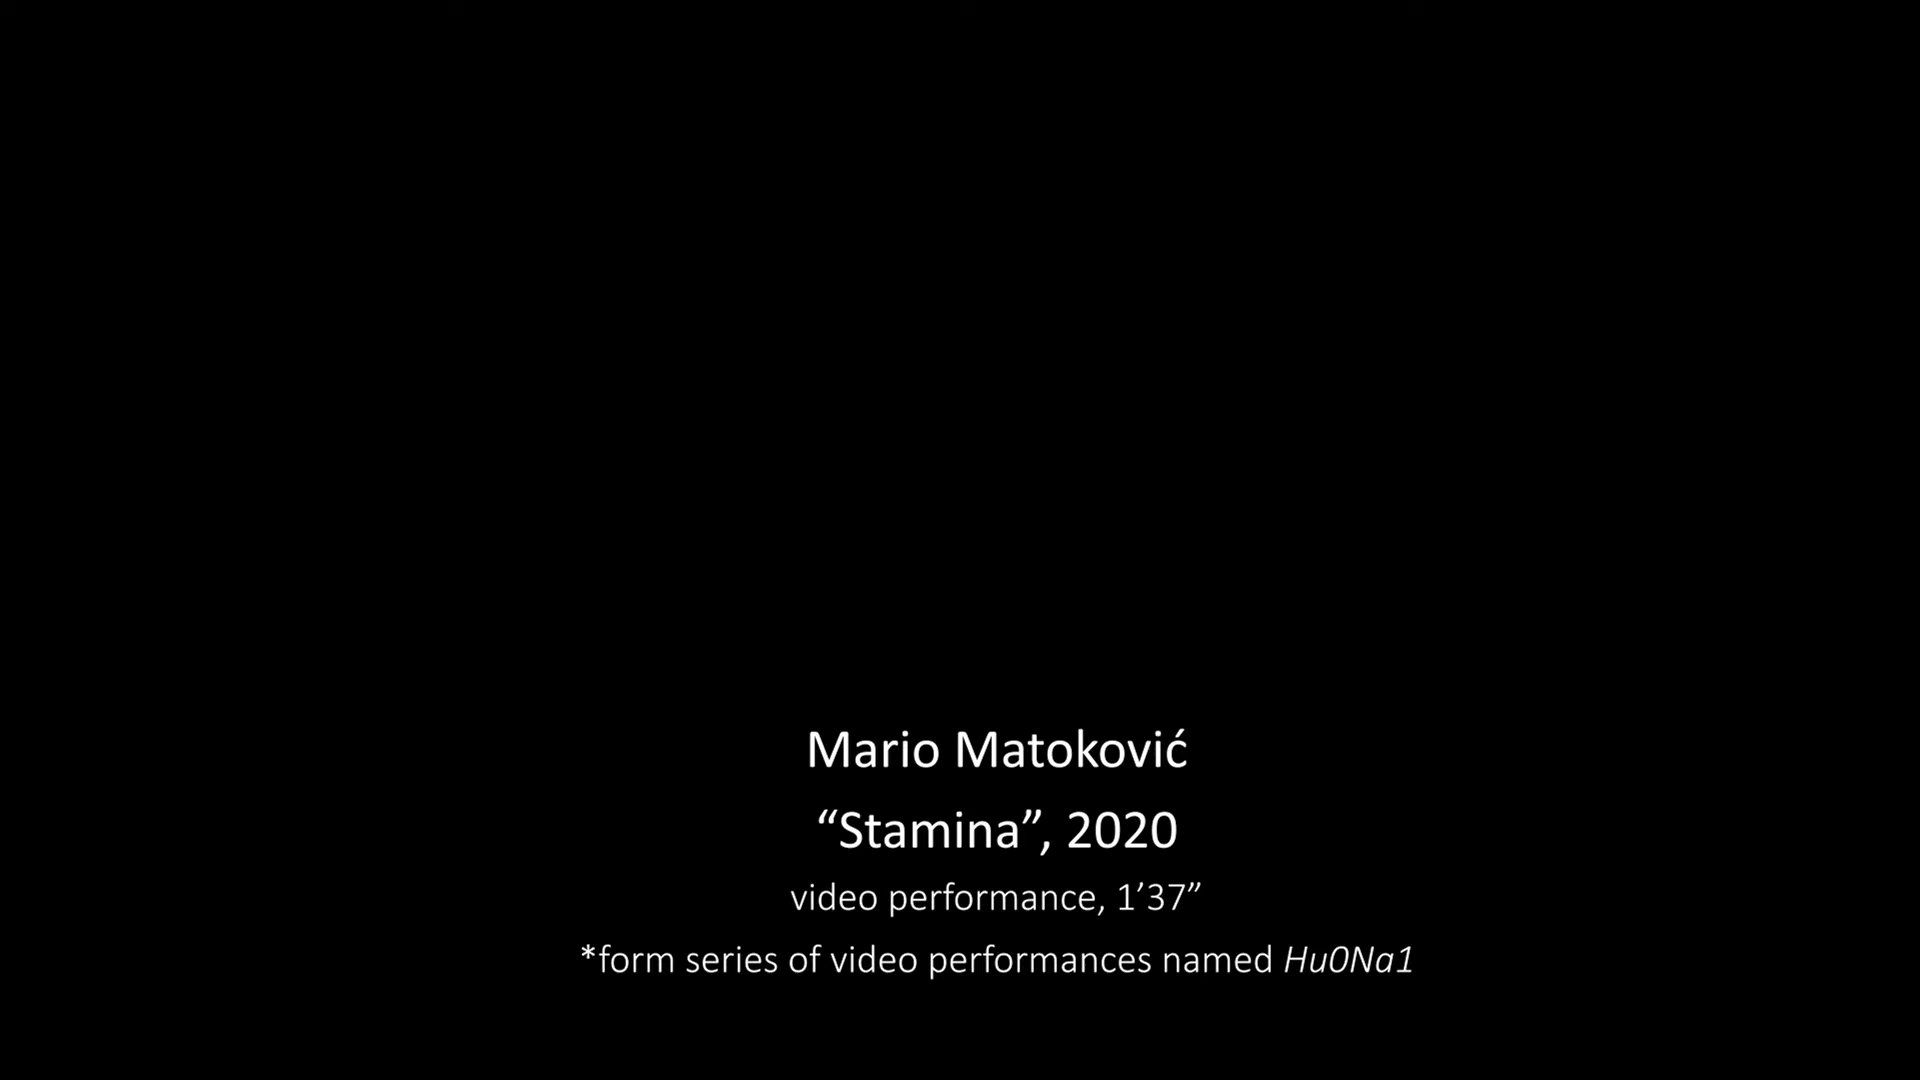 Mario Matoković
“Stamina”, 2020
video performance, 1’37”
*form series of video performances named Hu0Na1